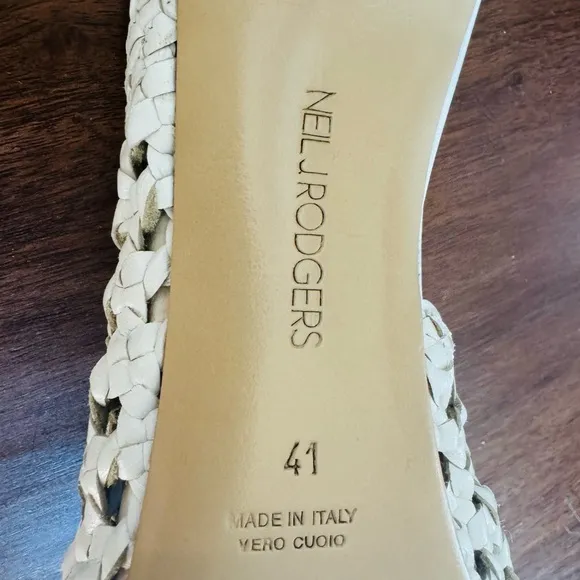 NEIL J RODGERS
41
MADE IN ITALY
VERO CUOIO